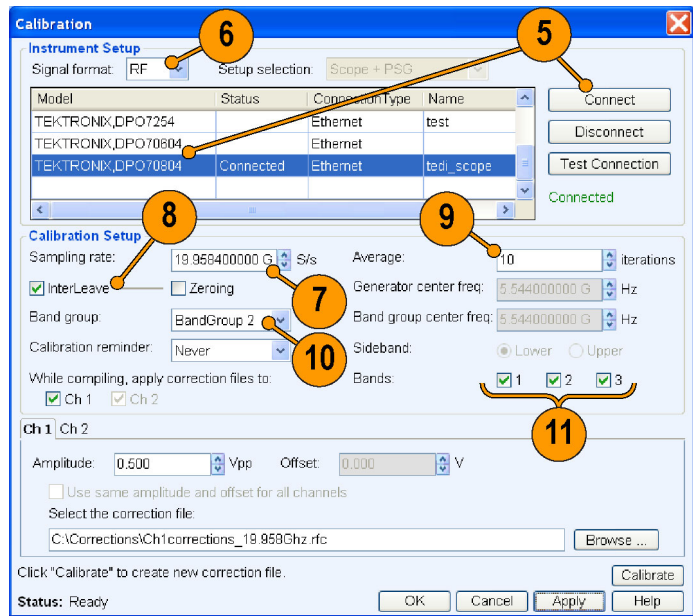 Calibration
Instrument Setup
6
5
Signal format: RF Setup selection: Scope + PSG
Model Status ConnectionType Name
TEKTRONIX,DPO7254 Ethernet test
TEKTRONIX,DPO70604 Ethernet
TEKTRONIX,DPO70804 Connected Ethernet tedi_scope
Connect
Disconnect
Test Connection
Connected
8
9
Calibration Setup
Sampling rate: 19.958400000 G S/s Average: 10 iterations
InterLeave Zeroing 7 Generator center freq: 5.544000000 G Hz
Band group: BandGroup 2 Band group center freq: 5.544000000 G Hz
10
Calibration reminder: Never Sideband: Lower Upper
While compiling, apply correction files to: Bands: 1 2 3
Ch 1 Ch 2
11
Ch 1 Ch 2
Amplitude: 0.500 Vpp Offset: 0.000 V
Use same amplitude and offset for all channels
Select the correction file:
C:\Corrections\Ch1corrections_19.958Ghz.rfc Browse ...
Click "Calibrate" to create new correction file. Calibrate
Status: Ready OK Cancel Apply Help